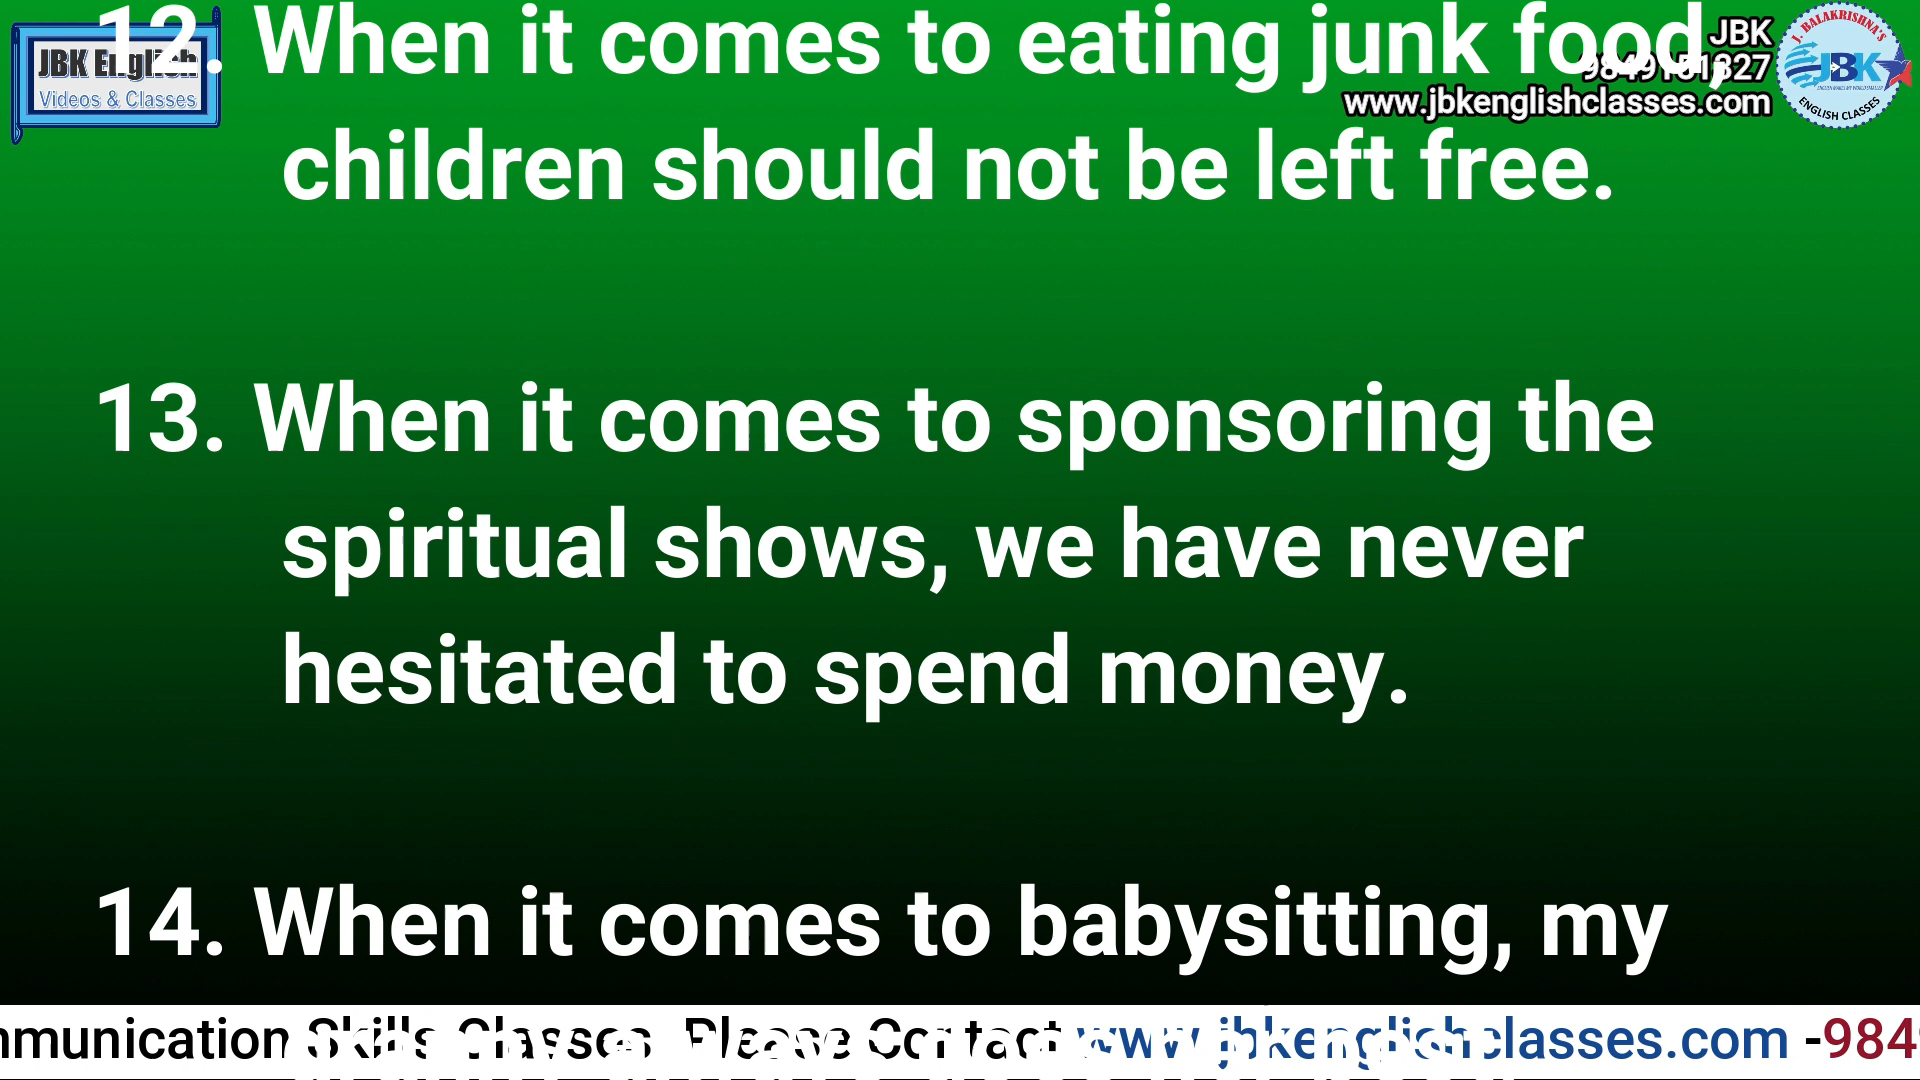 12. When it comes to eating junk food,
children should not be left free.
13. When it comes to sponsoring the
spiritual shows, we have never
hesitated to spend money.
14. When it comes to babysitting, my
JBK English
Videos & Classes
JBK
www.jbkenglishclasses.com
J. BALAKRISHNA'S
JBK
ENGLISH CLASSES
mmunication Skills Classes, Please Contact www.jbkenglishclasses.com -984